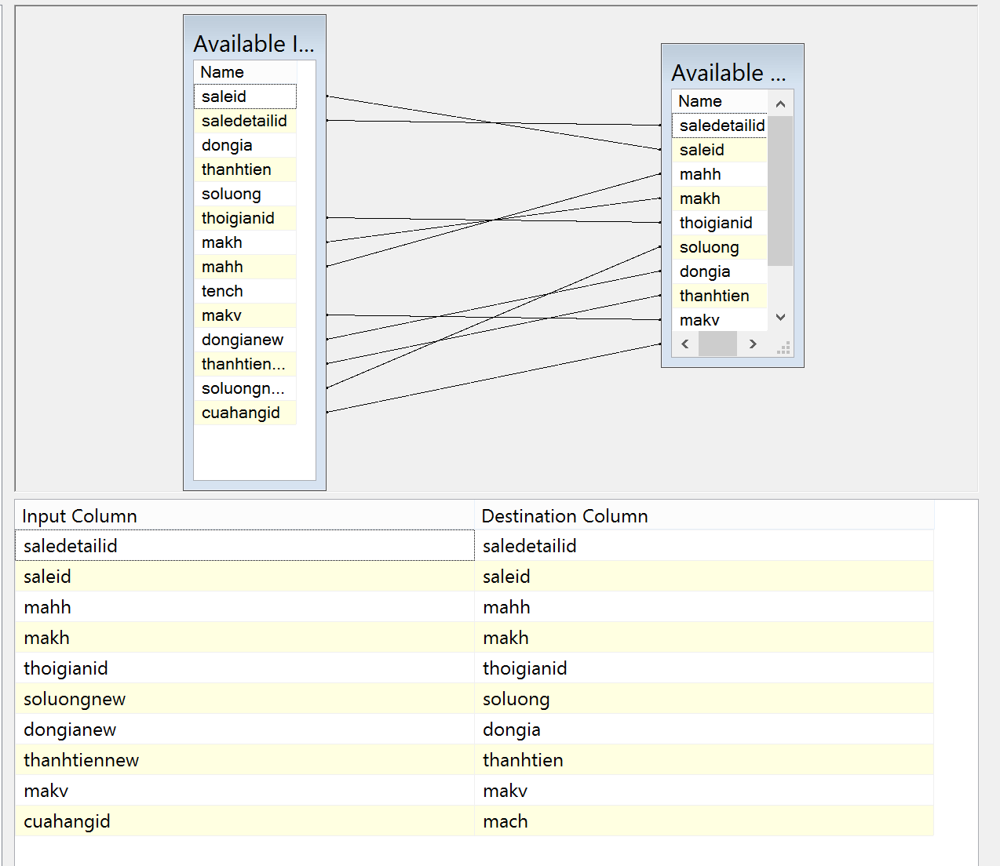 Available I...
Name
saleid
saledetailid
dongia
thanhtien
soluong
thoigianid
makh
mahh
tench
makv
dongianew
thanhtien...
soluongn...
cuahangid
Available ...
Name
saledetailid
saleid
mahh
makh
thoigianid
soluong
dongia
thanhtien
makv
Input Column Destination Column
saledetailid saledetailid
saleid saleid
mahh mahh
makh makh
thoigianid thoigianid
soluongnew soluong
dongianew dongia
thanhtiennew thanhtien
makv makv
cuahangid mach